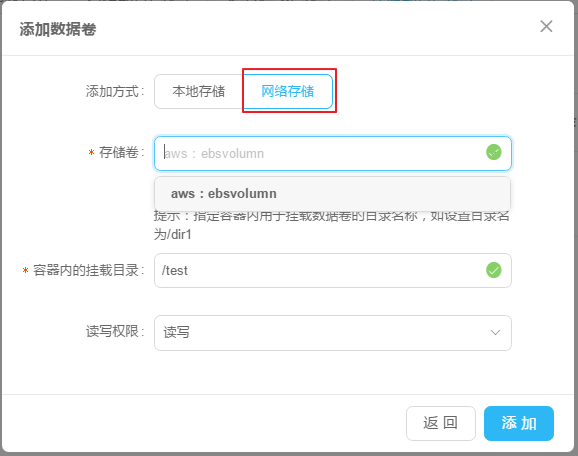 添加数据卷
添加方式: 本地存储 网络存储
* 存储卷: aws：ebsvolumn
aws：ebsvolumn
提示：指是容器内用于挂载数据卷的目录名称，如设置目录名
为/dir1
* 容器内的挂载目录: /test
读写权限: 读写
返 回 添 加